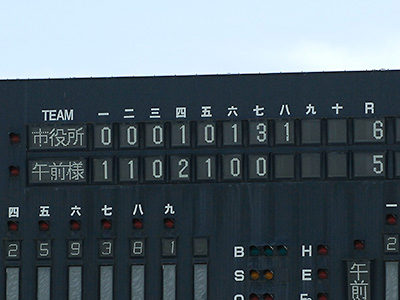 TEAM 一 二 三 四 五 六 七 八 九 十 R
市役所 0 0 0 1 0 1 3 1 6
午前様 1 1 0 2 1 0 0 5
四 五 六 七 八 九 一
2 5 9 3 8 1 2
B H
S E
午前